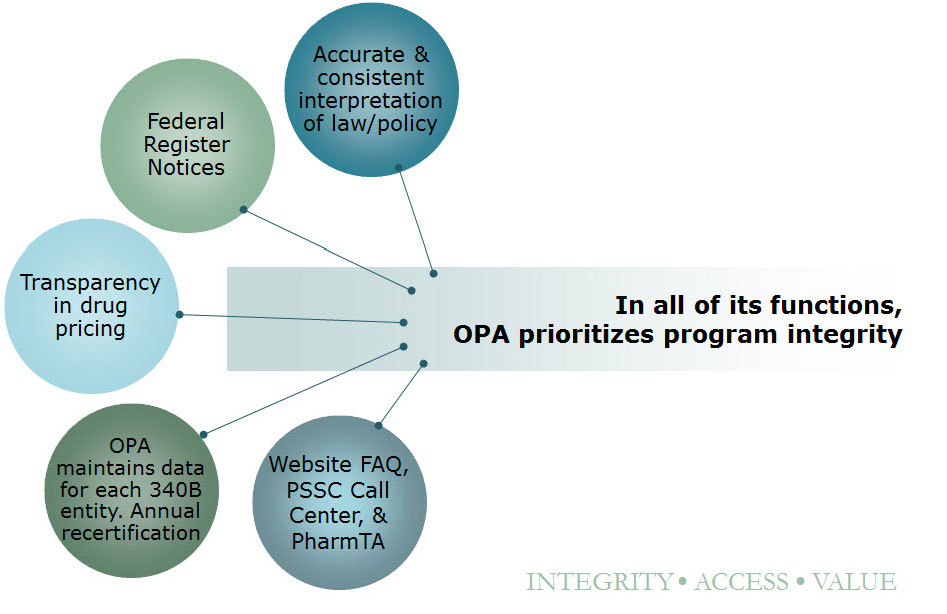 Accurate &
consistent
interpretation
of law/policy
Federal
Register
Notices
Transparency
in drug
pricing
In all of its functions,
OPA prioritizes program integrity
OPA
maintains data
for each 340B
entity. Annual
recertification
Website FAQ,
PSSC Call
Center, &
PharmTA
INTEGRITY • ACCESS • VALUE